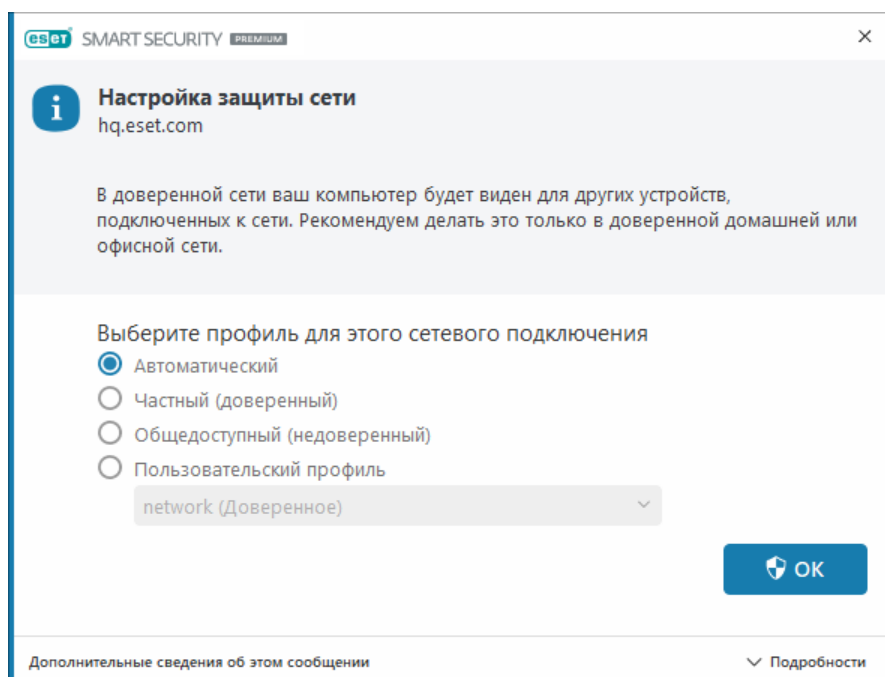 eset SMART SECURITY PREMIUM
Настройка защиты сети
hq.eset.com
В доверенной сети ваш компьютер будет виден для других устройств,
подключенных к сети. Рекомендуем делать это только в доверенной домашней или
офисной сети.
Выберите профиль для этого сетевого подключения
Автоматический
Частный (доверенный)
Общедоступный (недоверенный)
Пользовательский профиль
network (Доверенное)
ОК
Дополнительные сведения об этом сообщении
Подробности